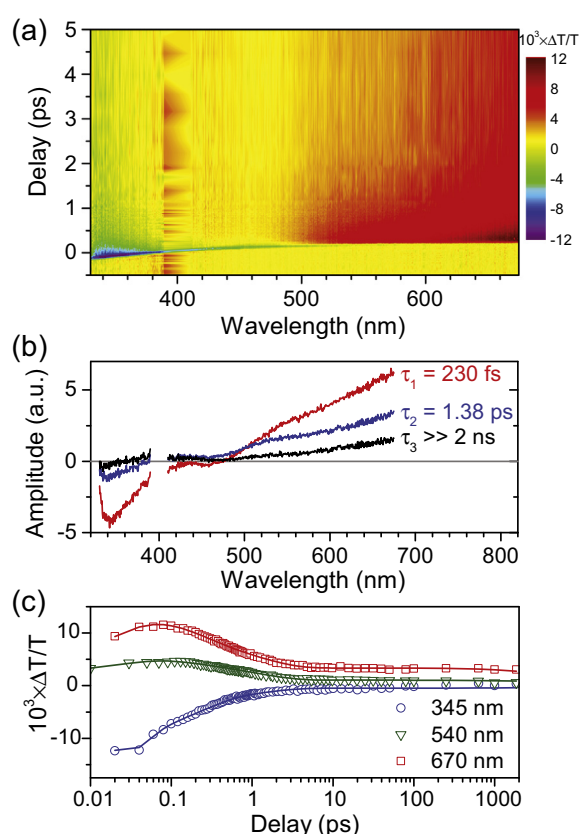 (a)
10³×ΔT/T
5
4
3
2
1
0
Delay (ps)
12
8
4
0
-4
-8
-12
400 500 600
Wavelength (nm)
(b)
5
0
-5
Amplitude (a.u.)
τ₁ = 230 fs
τ₂ = 1.38 ps
τ₃ >> 2 ns
400 500 600 700 800
Wavelength (nm)
(c)
10
0
-10
10³×ΔT/T
345 nm
540 nm
670 nm
0.01 0.1 1 10 100 1000
Delay (ps)